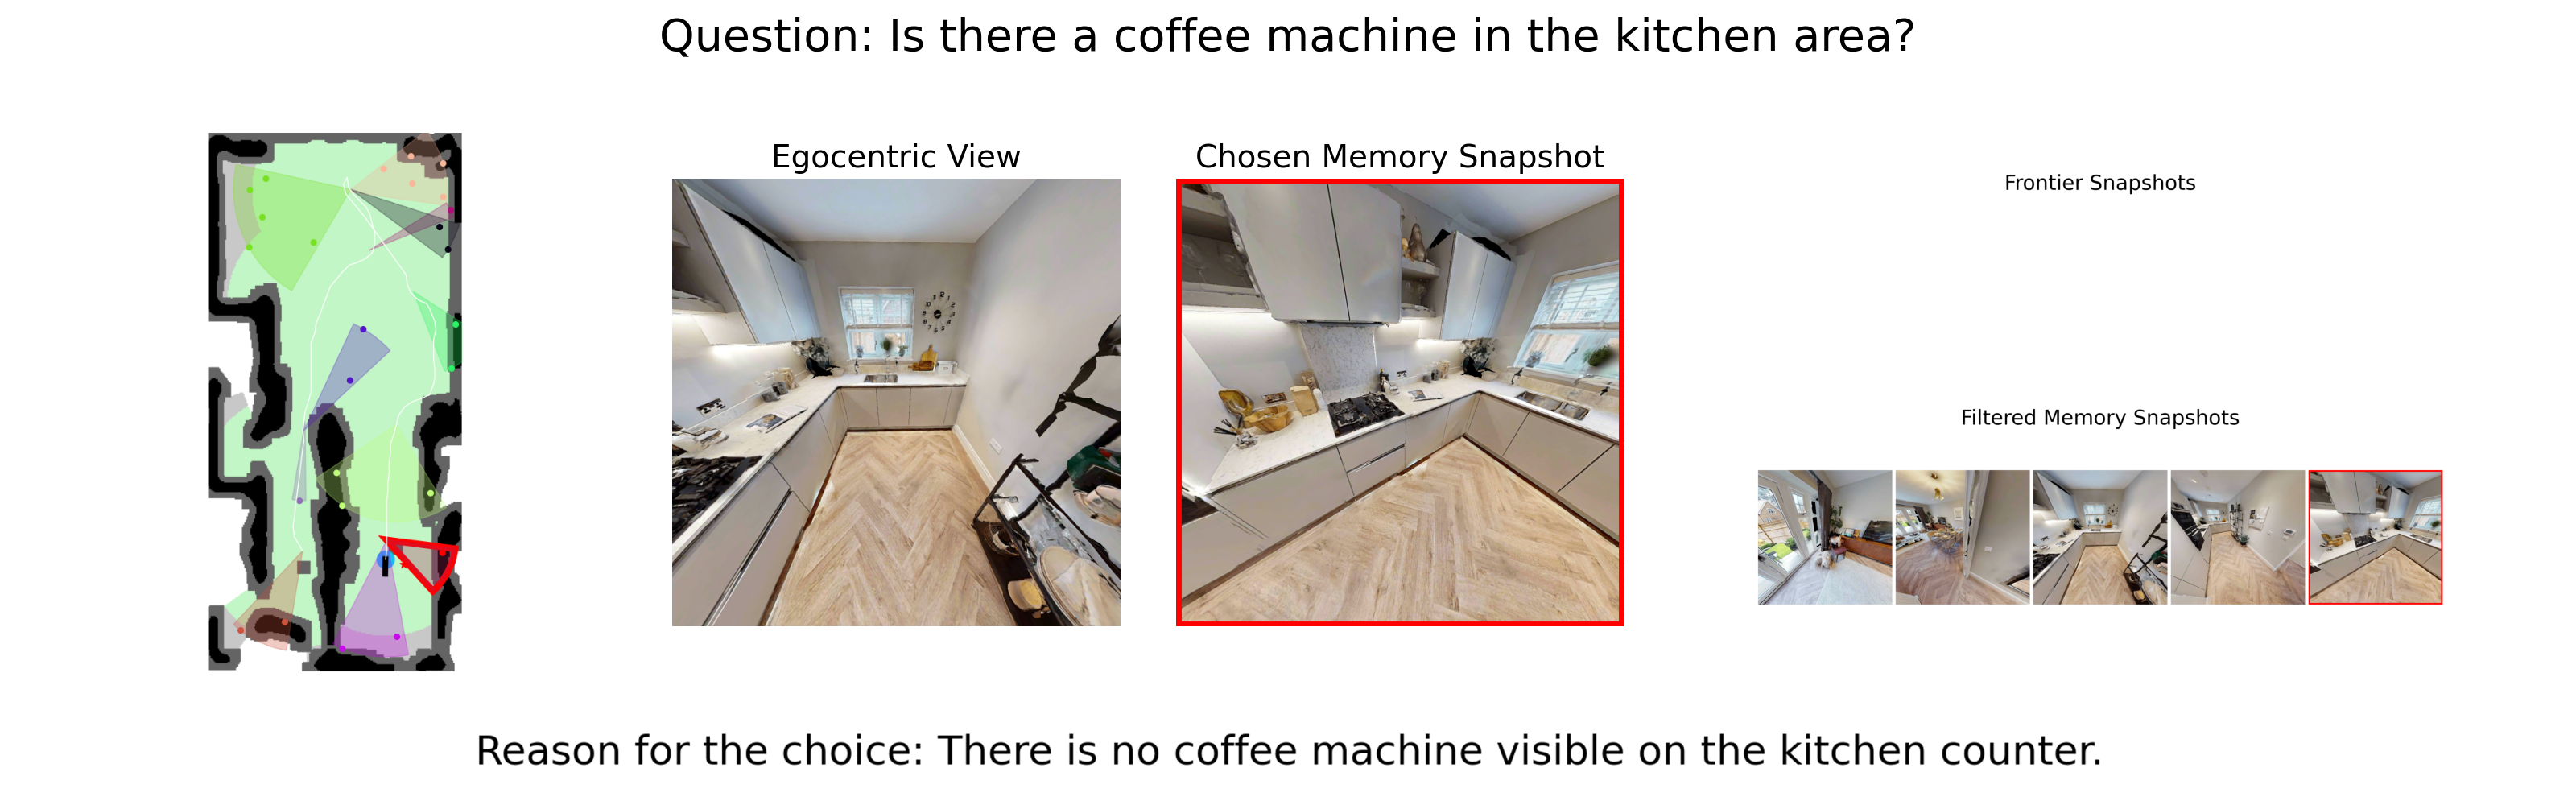 Question: Is there a coffee machine in the kitchen area?
Egocentric View
Chosen Memory Snapshot
Frontier Snapshots
Filtered Memory Snapshots
Reason for the choice: There is no coffee machine visible on the kitchen counter.